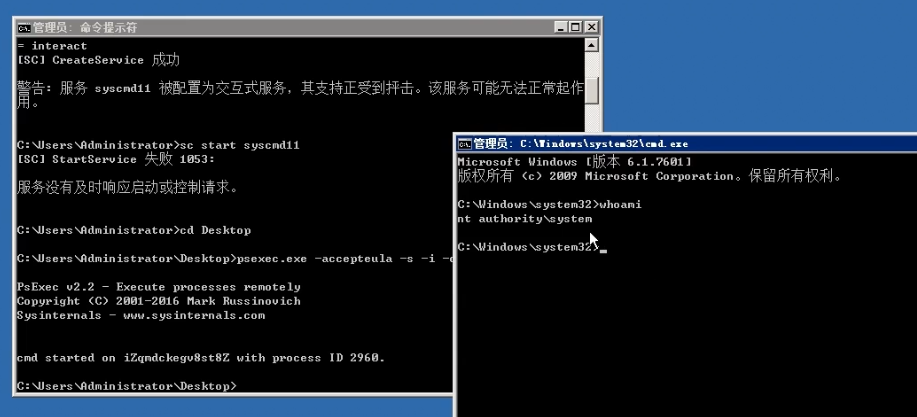 管理员: 命令提示符
= interact
[SC] CreateService 成功
警告: 服务 syscmd11 被配置为交互式服务，其支持正受到抨击。该服务可能无法正常起作
用。
C:\Users\Administrator>sc start syscmd11
[SC] StartService 失败 1053:
服务没有及时响应启动或控制请求。
C:\Users\Administrator>cd Desktop
C:\Users\Administrator\Desktop>psexec.exe -accepteula -s -i -
PsExec v2.2 - Execute processes remotely
Copyright (C) 2001-2016 Mark Russinovich
Sysinternals - www.sysinternals.com
cmd started on iZqmdckegv8st8Z with process ID 2960.
C:\Users\Administrator\Desktop>
管理员: C:\Windows\system32\cmd.exe
Microsoft Windows [版本 6.1.7601]
版权所有 (c) 2009 Microsoft Corporation。保留所有权利。
C:\Windows\system32>whoami
nt authority\system
C:\Windows\system32>